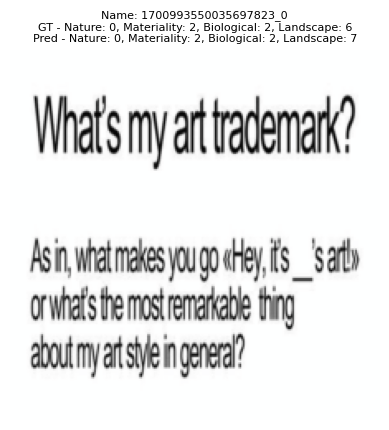 Name: 1700993550035697823_0
GT - Nature: 0, Materiality: 2, Biological: 2, Landscape: 6
Pred - Nature: 0, Materiality: 2, Biological: 2, Landscape: 7
What's my art trademark?
As in, what makes you go «Hey, it's __'s art!»
or what's the most remarkable thing
about my art style in general?